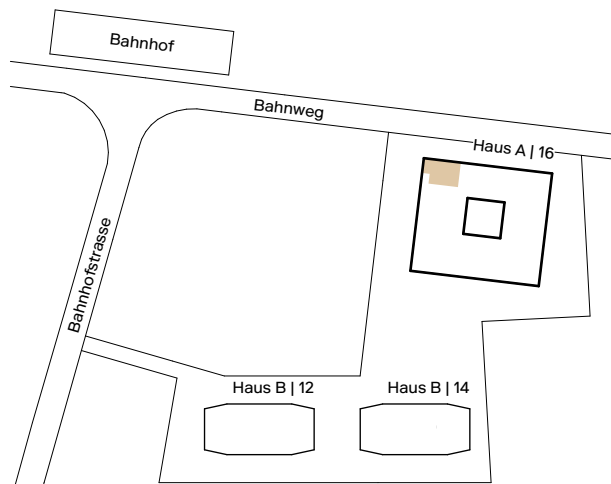 Bahnhof
Bahnweg
Haus A | 16
Bahnhofstrasse
Haus B | 12
Haus B | 14